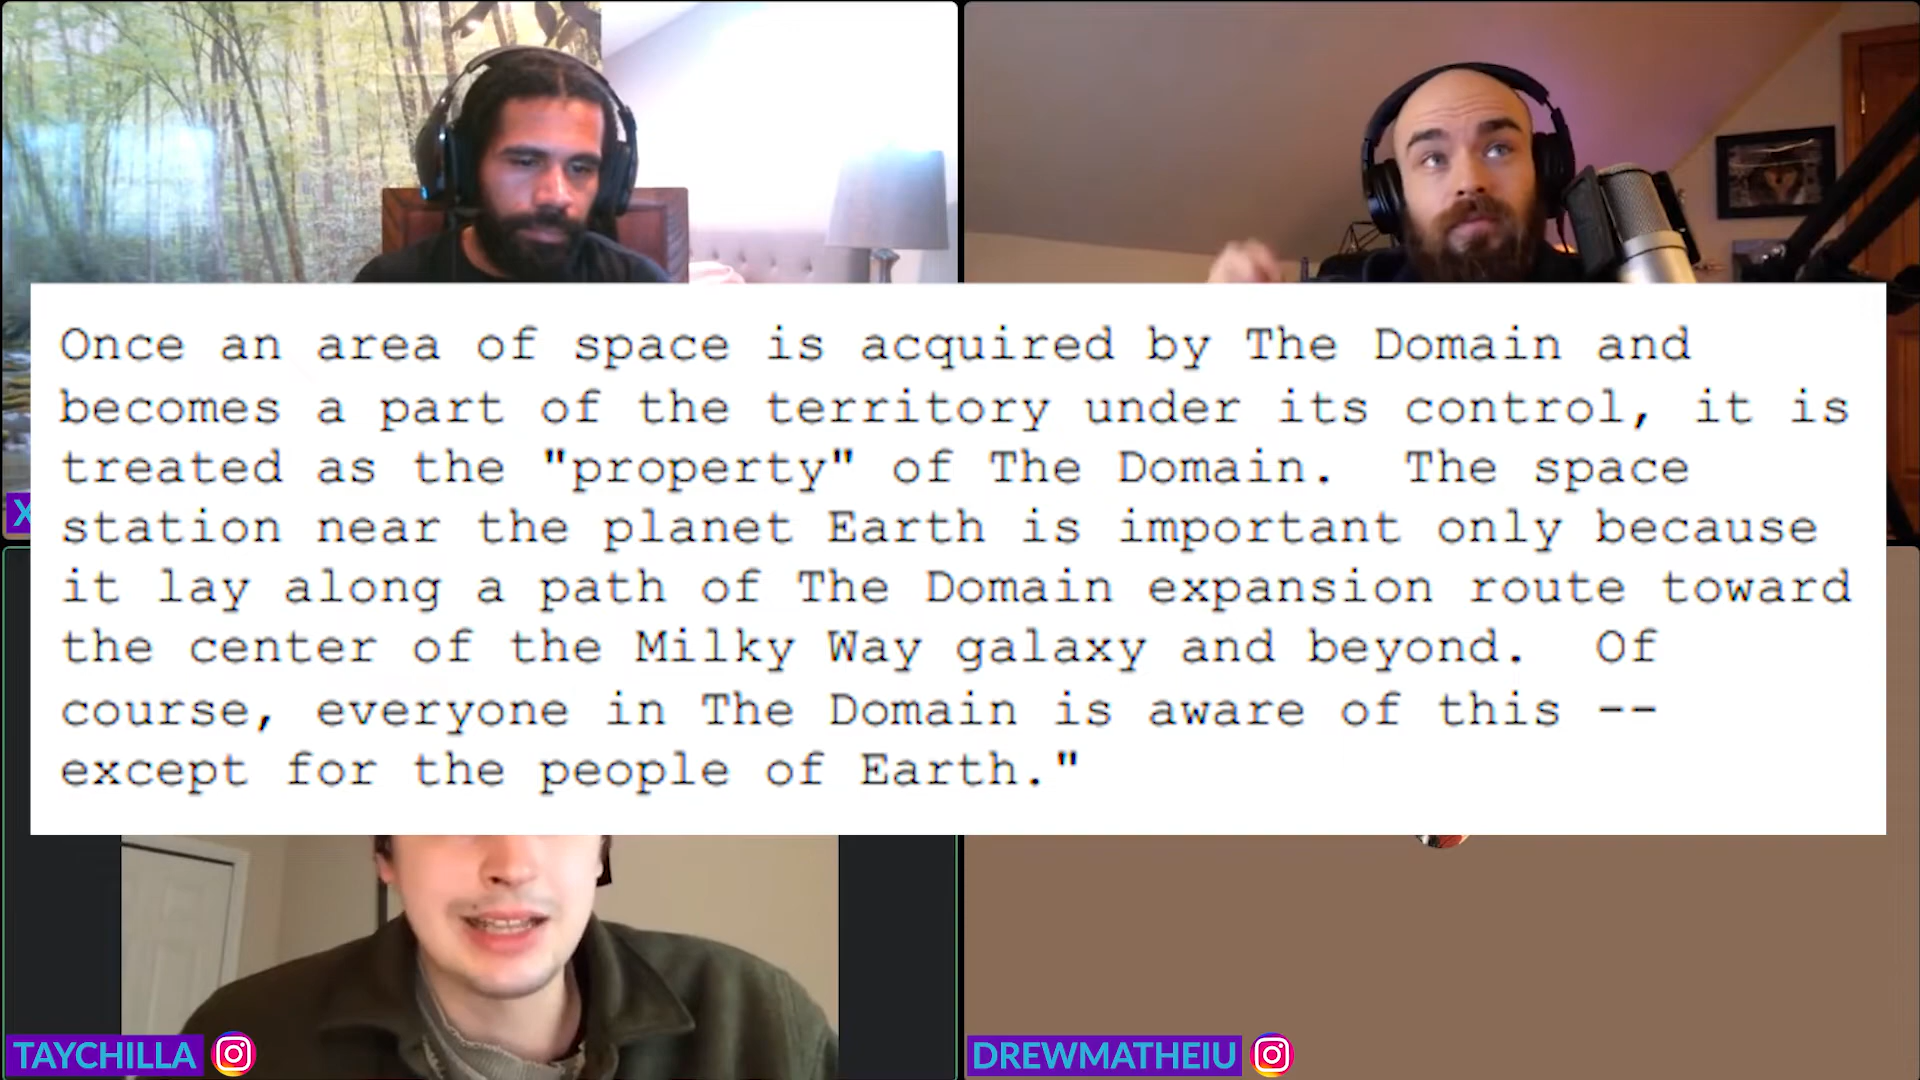 Once an area of space is acquired by The Domain and
becomes a part of the territory under its control, it is
treated as the "property" of The Domain.  The space
station near the planet Earth is important only because
it lay along a path of The Domain expansion route toward
the center of the Milky Way galaxy and beyond.  Of
course, everyone in The Domain is aware of this --
except for the people of Earth."
X
TAYCHILLA
DREWMATHEIU